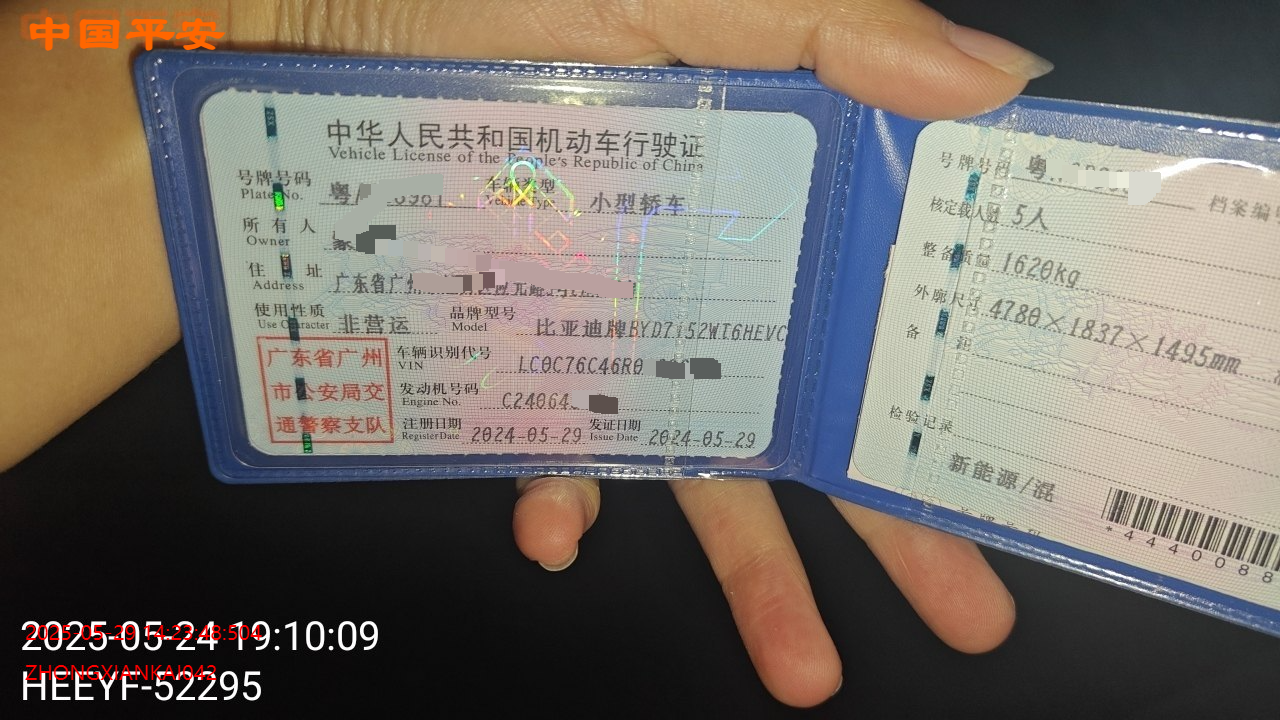 中国平安
中华人民共和国机动车行驶证
Vehicle License of the People's Republic of China
号牌号码 粤 车辆类型 小型轿车
Plate No. Vehicle Type
所有人
Owner
住址 广东省广州
Address
使用性质 非营运 品牌型号 比亚迪牌BYD7152WT6HEVC
Use Character Model
广东省广州
市公安局交
通警察支队
车辆识别代号 LC0C76C46R0
VIN
发动机号码 C24064
Engine No.
注册日期 2024-05-29 发证日期 2024-05-29
Register Date Issue Date
号牌号码 粤
档案编
核定载人数 5人
整备质量 1620kg
外廓尺寸 4780×1837×1495mm
备注
检验记录
新能源/混
*4440088
2025-05-24 19:10:09
2025-05-29 14:23:48:504
ZHONGXIANKAI042
HEEYF-52295